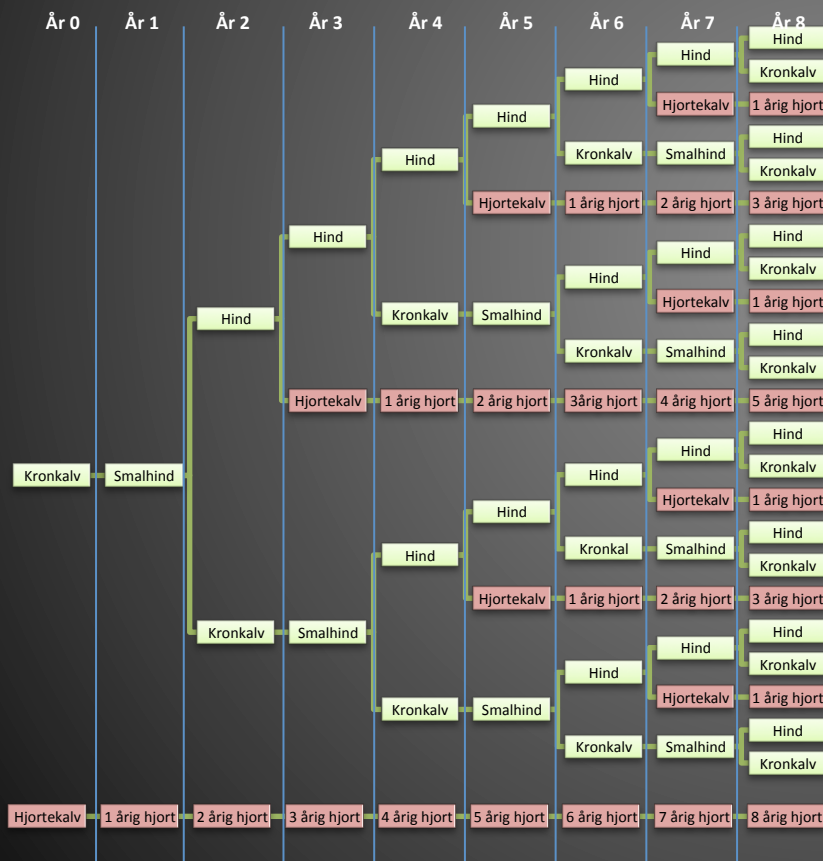 År 0 År 1 År 2 År 3 År 4 År 5 År 6 År 7 År 8
Hind
Hind
Kronkalv
Hind
Hjortekalv 1 årig hjort
Hind
Hind
Kronkalv Smalhind
Hind
Kronkalv
Hjortekalv 1 årig hjort 2 årig hjort 3 årig hjort
Hind
Hind
Hind
Kronkalv
Hind
Hjortekalv 1 årig hjort
Kronkalv Smalhind
Hind
Hind
Kronkalv Smalhind
Kronkalv
Hjortekalv 1 årig hjort 2 årig hjort 3årig hjort 4 årig hjort 5 årig hjort
Hind
Hind
Kronkalv
Kronkalv Smalhind
Hind
Hjortekalv 1 årig hjort
Hind
Hind
Kronkal Smalhind
Hind
Kronkalv
Hjortekalv 1 årig hjort 2 årig hjort 3 årig hjort
Kronkalv Smalhind
Hind
Hind
Kronkalv
Hind
Hjortekalv 1 årig hjort
Kronkalv Smalhind
Hind
Kronkalv Smalhind
Kronkalv
Hjortekalv 1 årig hjort 2 årig hjort 3 årig hjort 4 årig hjort 5 årig hjort 6 årig hjort 7 årig hjort 8 årig hjort